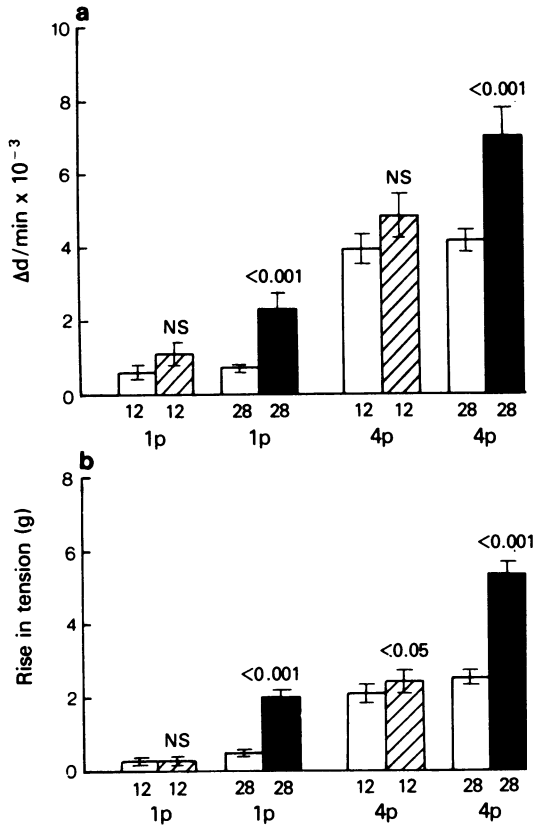 a
10
8
6
4
2
0
Δd/min x 10⁻³
NS
<0.001
NS
<0.001
12 12 28 28 12 12 28 28
1p 1p 4p 4p
b
8
6
4
2
0
Rise in tension (g)
NS
<0.001
<0.05
<0.001
12 12 28 28 12 12 28 28
1p 1p 4p 4p